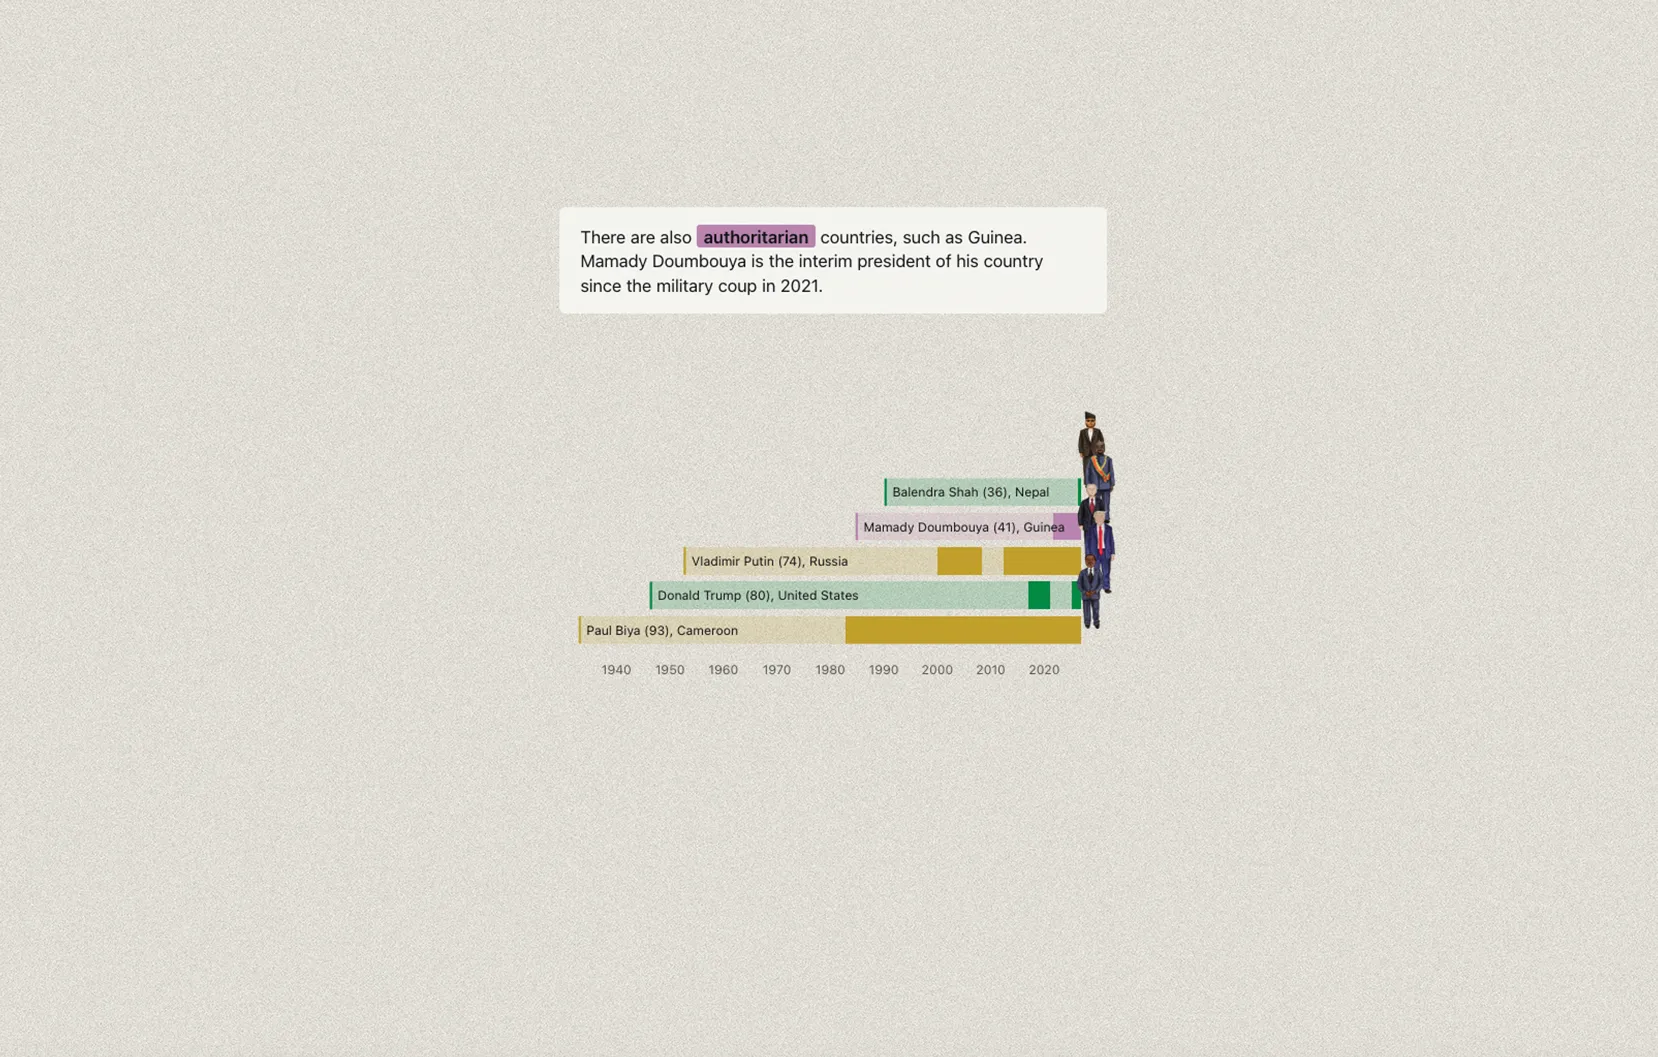 There are also authoritarian countries, such as Guinea.
Mamady Doumbouya is the interim president of his country
since the military coup in 2021.
Balendra Shah (36), Nepal
Mamady Doumbouya (41), Guinea
Vladimir Putin (74), Russia
Donald Trump (80), United States
Paul Biya (93), Cameroon
1940 1950 1960 1970 1980 1990 2000 2010 2020